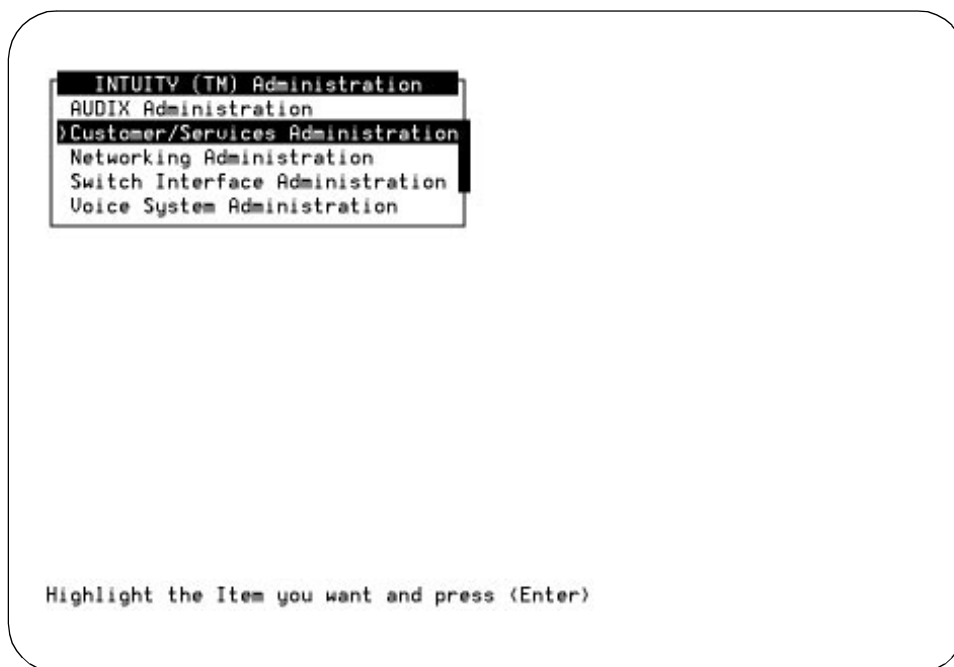 INTUITY (TM) Administration
AUDIX Administration
>Customer/Services Administration
Networking Administration
Switch Interface Administration
Voice System Administration
Highlight the Item you want and press <Enter>